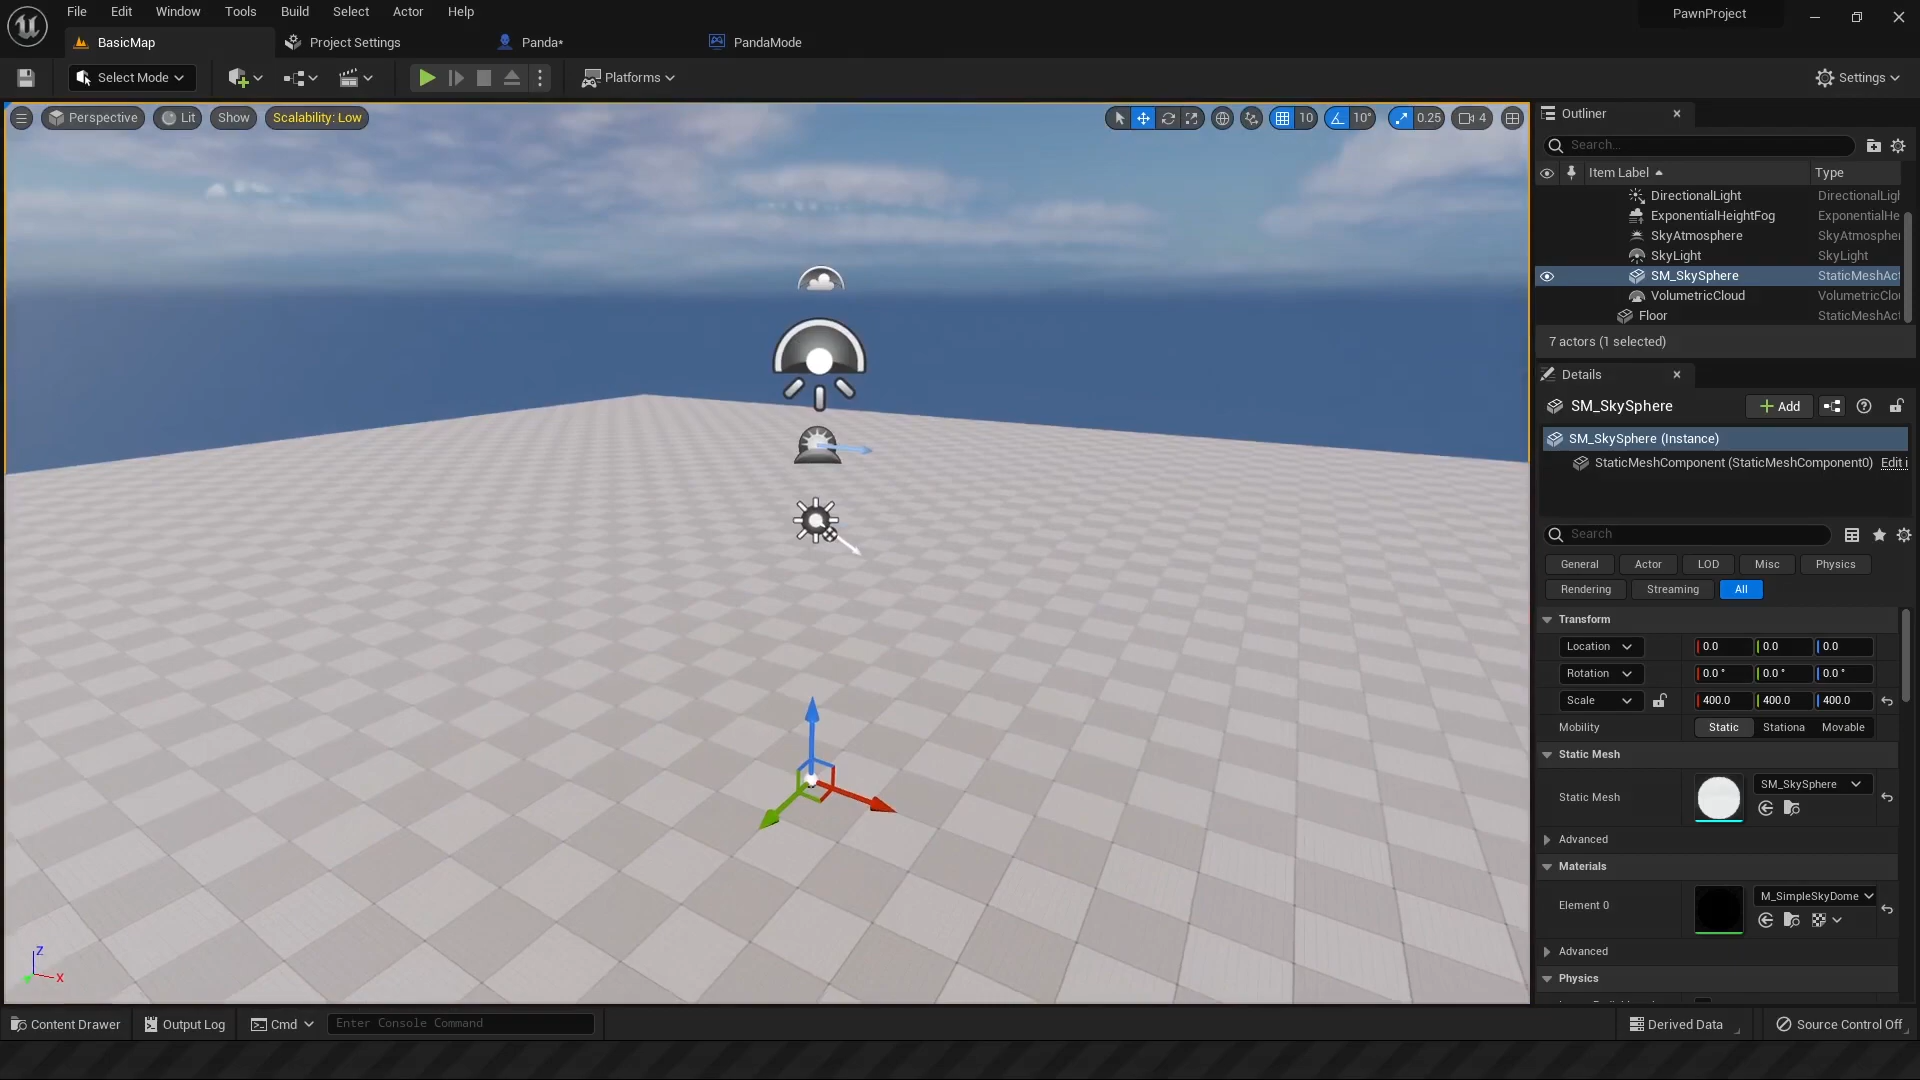 File Edit Window Tools Build Select Actor Help
PawnProject
BasicMap Project Settings Panda* PandaMode
Select Mode Platforms Settings
Perspective Lit Show Scalability: Low 10 10° 0.25 4
Outliner
Search...
Item Label Type
DirectionalLight DirectionalLigh
ExponentialHeightFog ExponentialHe
SkyAtmosphere SkyAtmospher
SkyLight SkyLight
SM_SkySphere StaticMeshAct
VolumetricCloud VolumetricClo
Floor StaticMeshAct
7 actors (1 selected)
Details
SM_SkySphere Add
SM_SkySphere (Instance)
StaticMeshComponent (StaticMeshComponent0) Edit i
Search
General Actor LOD Misc Physics
Rendering Streaming All
Transform
Location 0.0 0.0 0.0
Rotation 0.0 ° 0.0 ° 0.0 °
Scale 400.0 400.0 400.0
Mobility Static Stationa Movable
Static Mesh
Static Mesh SM_SkySphere
Advanced
Materials
Element 0 M_SimpleSkyDome
Advanced
Physics
Z
X
Content Drawer Output Log Cmd Enter Console Command Derived Data Source Control Off